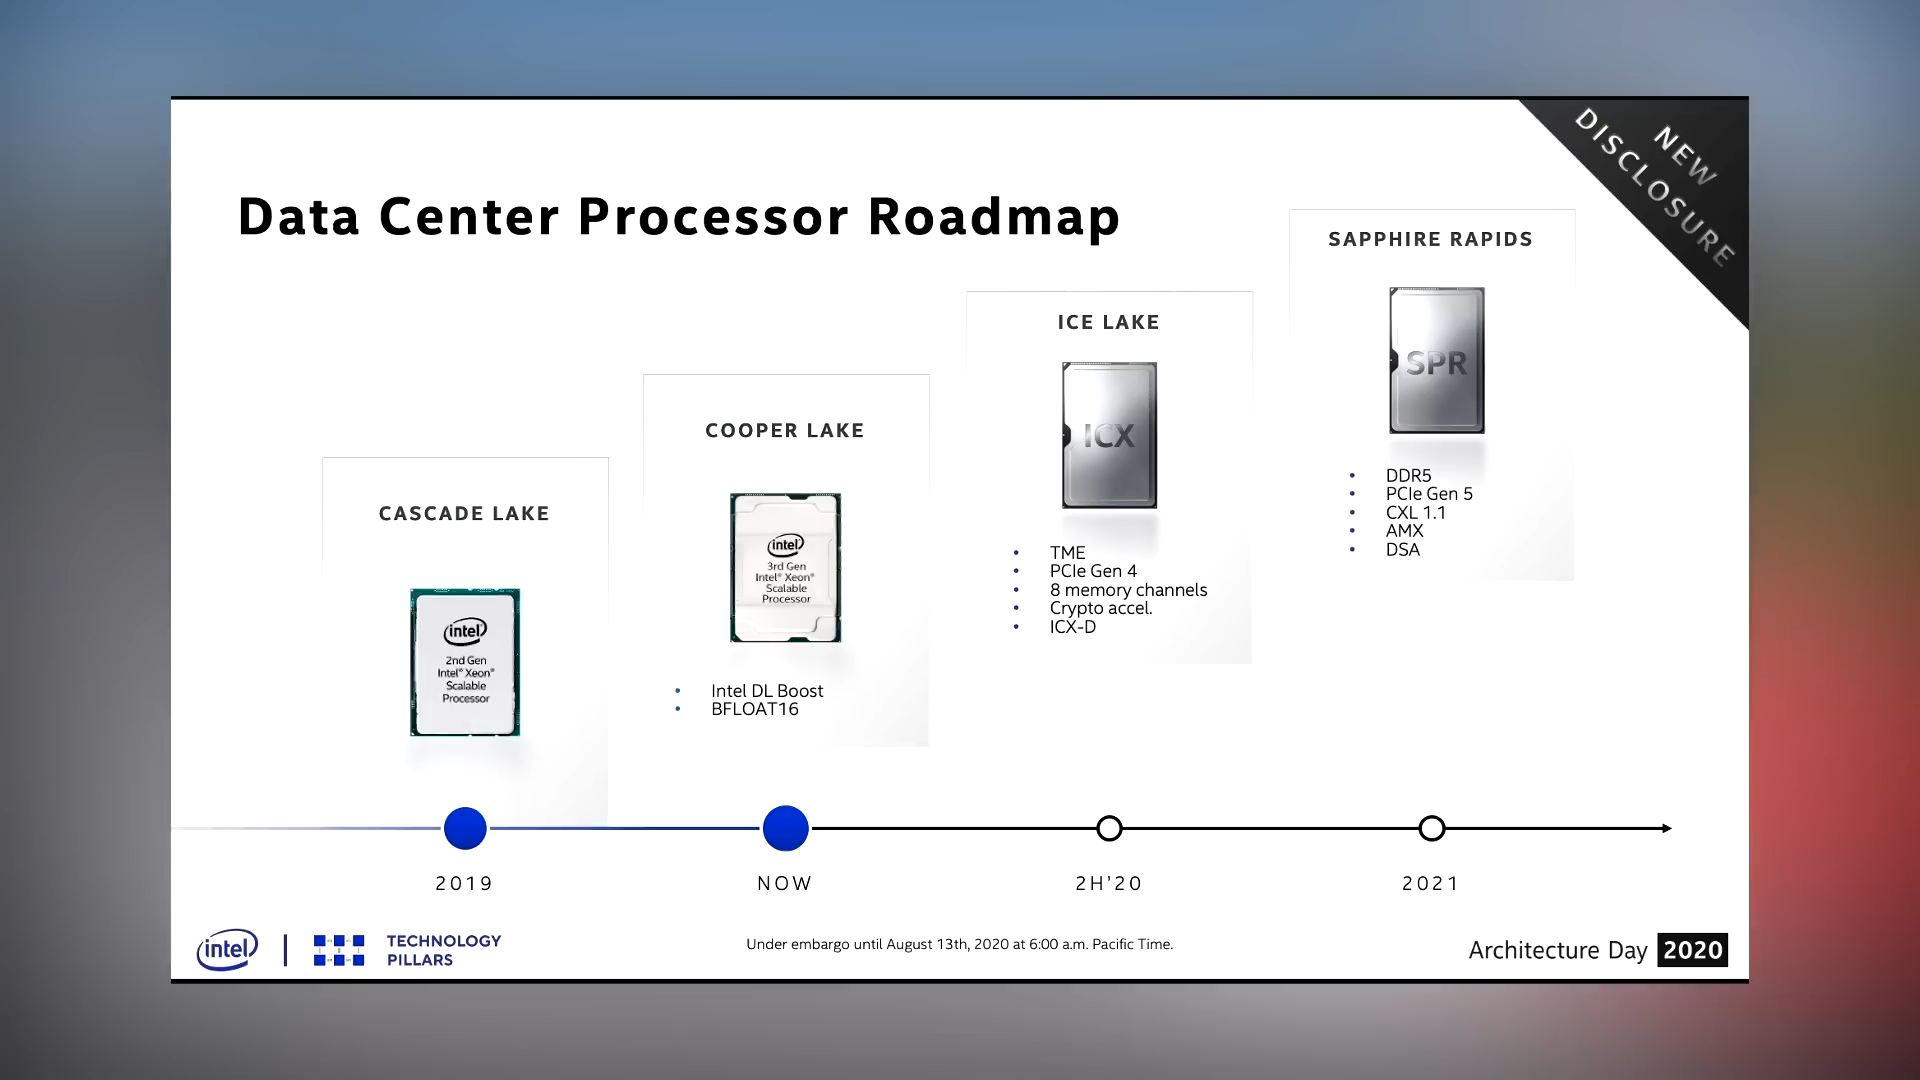 NEW
DISCLOSURE
Data Center Processor Roadmap
CASCADE LAKE
intel
2nd Gen
Intel® Xeon®
Scalable
Processor
COOPER LAKE
intel
3rd Gen
Intel® Xeon®
Scalable
Processor
• Intel DL Boost
• BFLOAT16
ICE LAKE
ICX
• TME
• PCIe Gen 4
• 8 memory channels
• Crypto accel.
• ICX-D
SAPPHIRE RAPIDS
SPR
• DDR5
• PCIe Gen 5
• CXL 1.1
• AMX
• DSA
2019
NOW
2H'20
2021
intel
TECHNOLOGY
PILLARS
Under embargo until August 13th, 2020 at 6:00 a.m. Pacific Time.
Architecture Day 2020